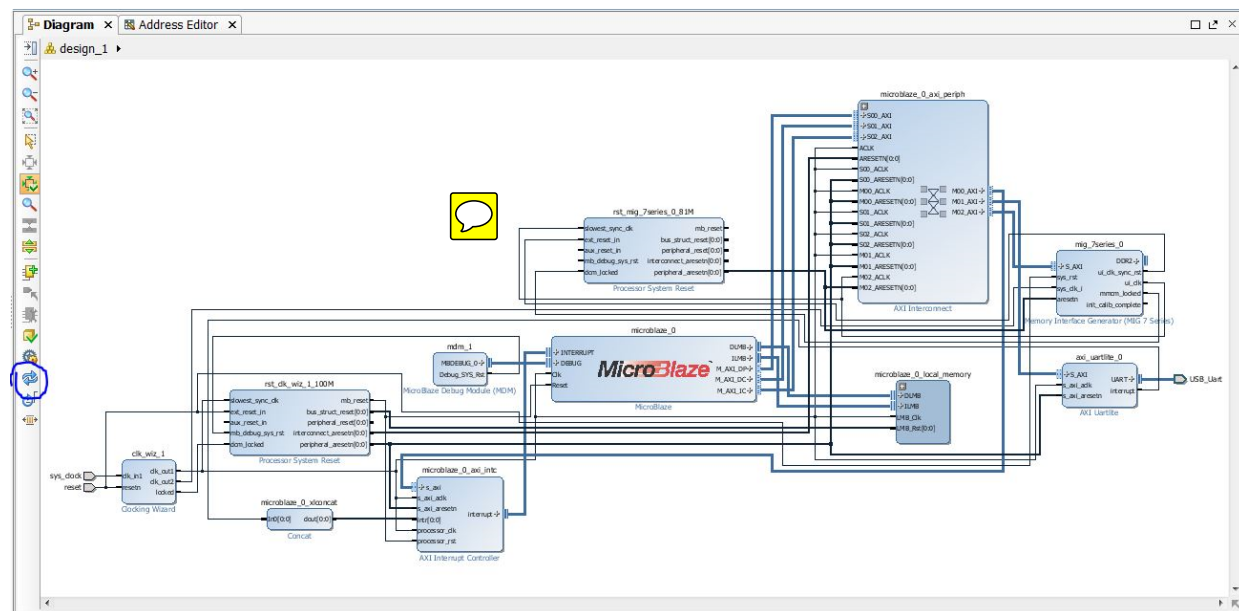 Diagram
Address Editor
design_1
microblaze_0_axi_periph
S00_AXI
S01_AXI
S02_AXI
ACLK
ARESETN[0:0]
S00_ACLK
S00_ARESETN[0:0]
M00_ACLK
M00_ARESETN[0:0]
S01_ACLK
S01_ARESETN[0:0]
S02_ACLK
S02_ARESETN[0:0]
M01_ACLK
M01_ARESETN[0:0]
M02_ACLK
M02_ARESETN[0:0]
M00_AXI
M01_AXI
M02_AXI
AXI Interconnect
rst_mig_7series_0_81M
slowest_sync_clk
ext_reset_in
aux_reset_in
mb_debug_sys_rst
dcm_locked
mb_reset
bus_struct_reset[0:0]
peripheral_reset[0:0]
interconnect_aresetn[0:0]
peripheral_aresetn[0:0]
Processor System Reset
mig_7series_0
S_AXI
sys_rst
sys_clk_i
aresetn
DDR2
ui_clk_sync_rst
ui_clk
mmcm_locked
init_calib_complete
Memory Interface Generator (MIG 7 Series)
microblaze_0
INTERRUPT
DEBUG
Clk
Reset
MicroBlaze
DLMB
ILMB
M_AXI_DP
M_AXI_DC
M_AXI_IC
MicroBlaze
mdm_1
MBDEBUG_0
Debug_SYS_Rst
MicroBlaze Debug Module (MDM)
microblaze_0_local_memory
DLMB
ILMB
LMB_Clk
LMB_Rst[0:0]
axi_uartlite_0
S_AXI
s_axi_aclk
s_axi_aresetn
UART
interrupt
AXI Uartlite
USB_Uart
rst_clk_wiz_1_100M
slowest_sync_clk
ext_reset_in
aux_reset_in
mb_debug_sys_rst
dcm_locked
mb_reset
bus_struct_reset[0:0]
peripheral_reset[0:0]
interconnect_aresetn[0:0]
peripheral_aresetn[0:0]
Processor System Reset
sys_clock
reset
clk_wiz_1
clk_in1
resetn
clk_out1
clk_out2
locked
Clocking Wizard
microblaze_0_xlconcat
In0[0:0]
dout[0:0]
Concat
microblaze_0_axi_intc
s_axi
s_axi_aclk
s_axi_aresetn
intr[0:0]
processor_clk
processor_rst
interrupt
AXI Interrupt Controller